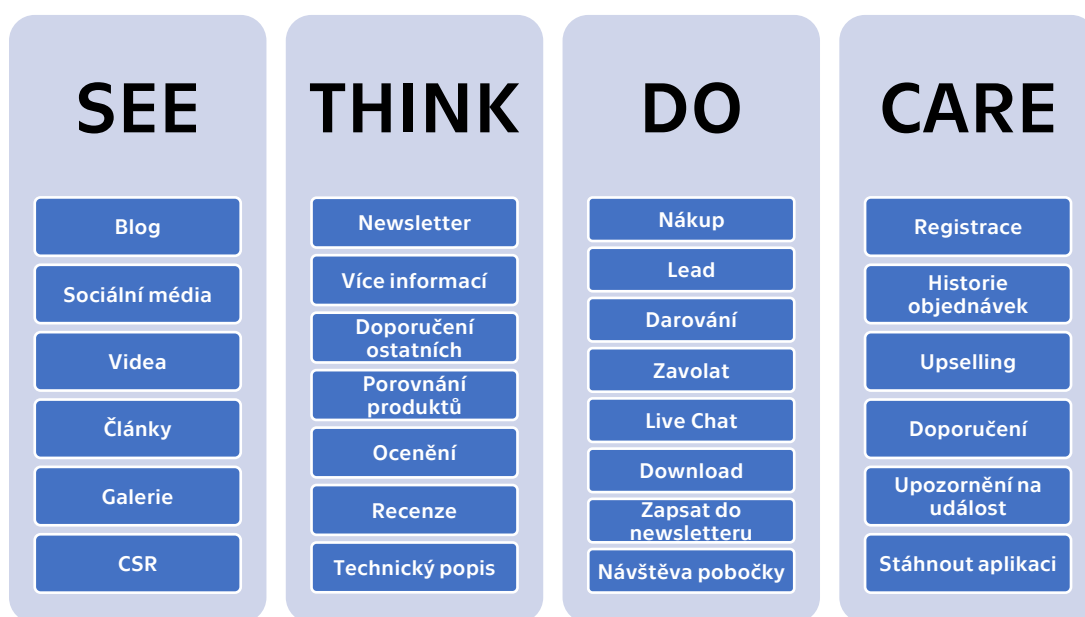 SEE
Blog
Sociální média
Videa
Články
Galerie
CSR
THINK
Newsletter
Více informací
Doporučení
ostatních
Porovnání
produktů
Ocenění
Recenze
Technický popis
DO
Nákup
Lead
Darování
Zavolat
Live Chat
Download
Zapsat do
newsletteru
Návštěva pobočky
CARE
Registrace
Historie
objednávek
Upselling
Doporučení
Upozornění na
událost
Stáhnout aplikaci